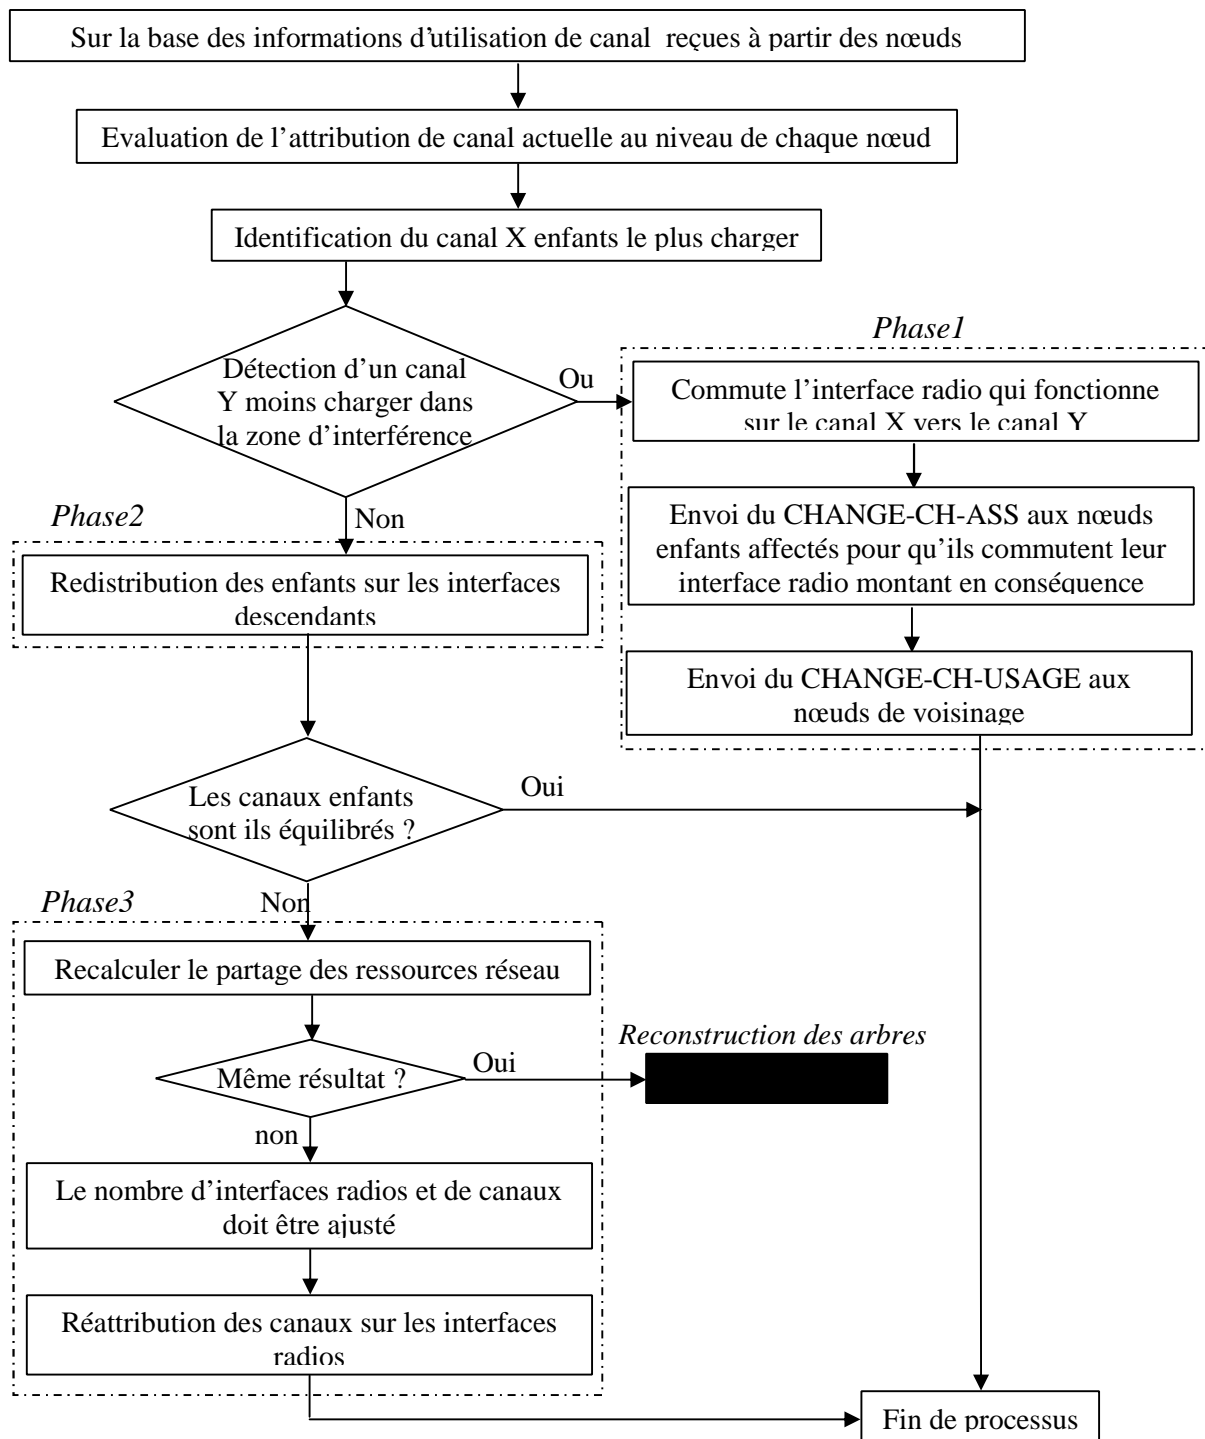 Sur la base des informations d'utilisation de canal reçues à partir des nœuds
Evaluation de l'attribution de canal actuelle au niveau de chaque nœud
Identification du canal X enfants le plus charger
Détection d'un canal
Y moins charger dans
la zone d'interférence
Ou
Phase1
Commute l'interface radio qui fonctionne
sur le canal X vers le canal Y
Envoi du CHANGE-CH-ASS aux nœuds
enfants affectés pour qu'ils commutent leur
interface radio montant en conséquence
Envoi du CHANGE-CH-USAGE aux
nœuds de voisinage
Non
Phase2
Redistribution des enfants sur les interfaces
descendants
Les canaux enfants
sont ils équilibrés ?
Oui
Non
Phase3
Recalculer le partage des ressources réseau
Même résultat ?
Oui
Reconstruction des arbres
non
Le nombre d'interfaces radios et de canaux
doit être ajusté
Réattribution des canaux sur les interfaces
radios
Fin de processus